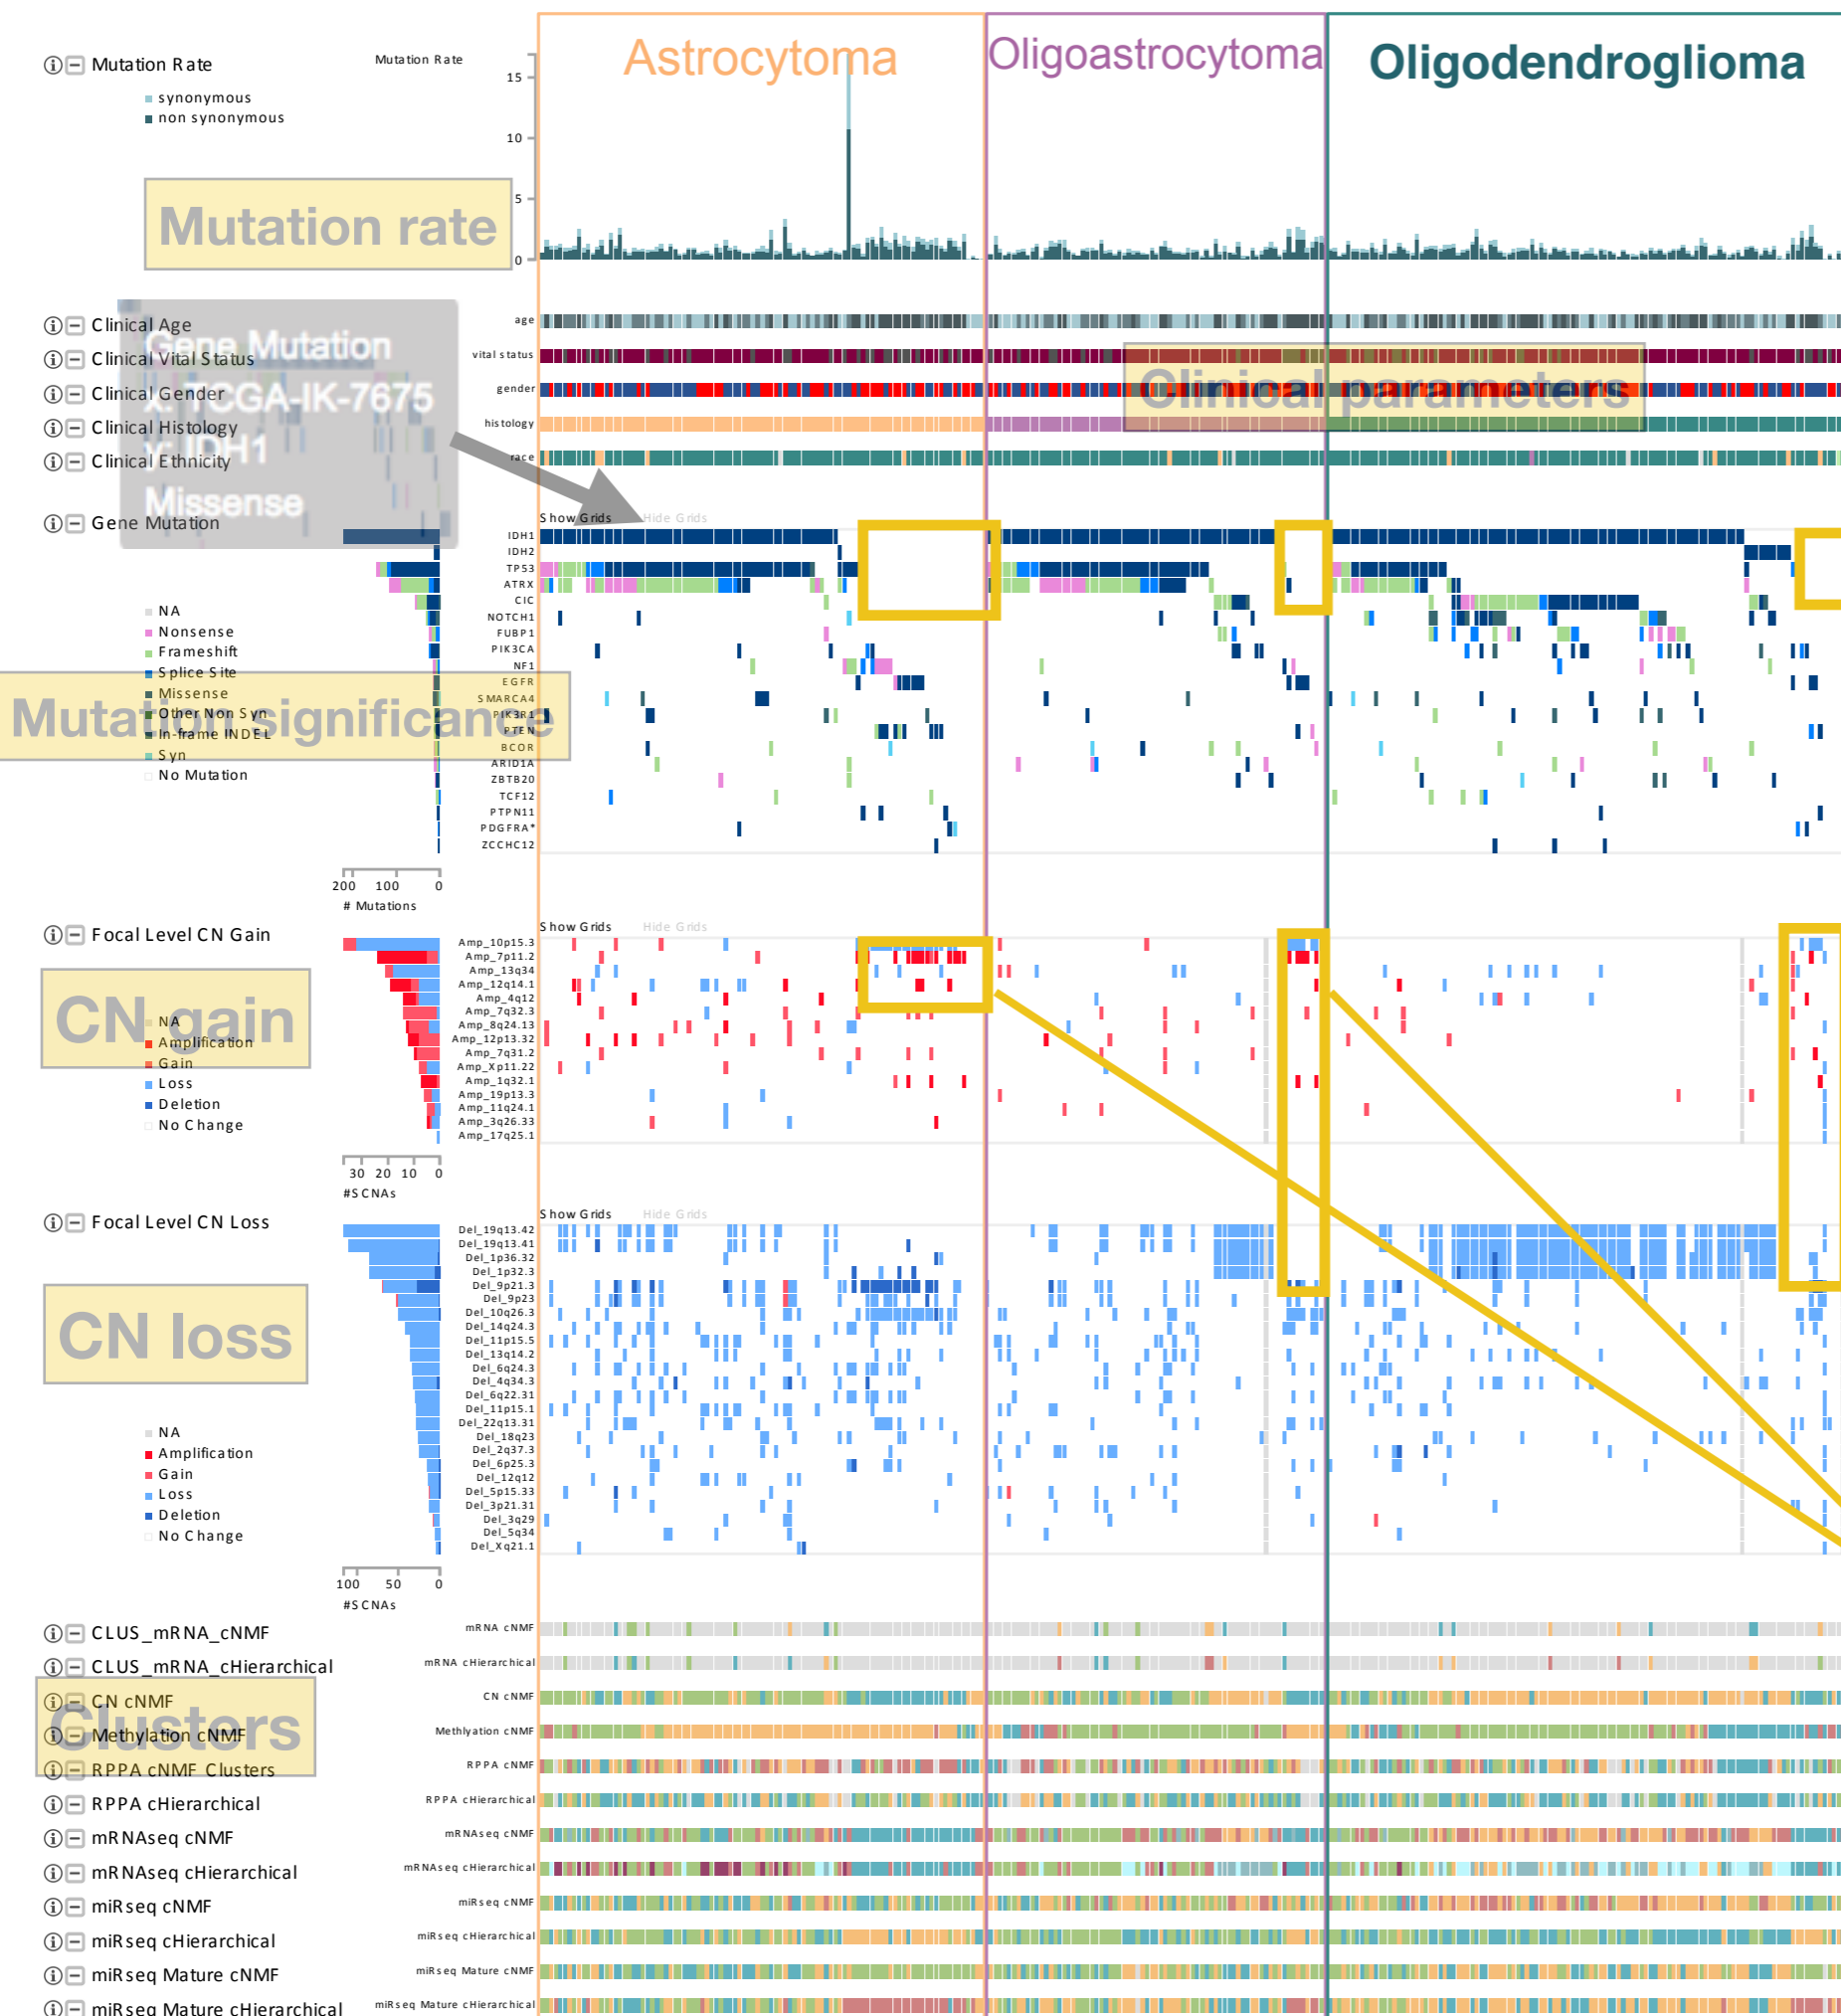 Astrocytoma
Oligoastrocytoma
Oligodendroglioma
Mutation Rate
Mutation Rate
synonymous
non synonymous
15
10
5
0
Mutation rate
Clinical Age
Clinical Vital Status
Clinical Gender
Clinical Histology
Clinical Ethnicity
Gene Mutation
x: TCGA-IK-7675
y: IDH1
Missense
age
vital status
gender
histology
race
Clinical parameters
Gene Mutation
Show Grids Hide Grids
IDH1
IDH2
TP53
ATRX
CIC
NOTCH1
FUBP1
PIK3CA
NF1
EGFR
SMARCA4
PIK3R1
PTEN
BCOR
ARID1A
ZBTB20
TCF12
PTPN11
PDGFRA*
ZCCHC12
NA
Nonsense
Frameshift
Splice Site
Missense
Other Non Syn
In-frame INDEL
Syn
No Mutation
Mutation significance
200 100 0
# Mutations
Focal Level CN Gain
Show Grids Hide Grids
Amp_10p15.3
Amp_7p11.2
Amp_13q34
Amp_12q14.1
Amp_4q12
Amp_7q32.3
Amp_8q24.13
Amp_12p13.32
Amp_7q31.2
Amp_Xp11.22
Amp_1q32.1
Amp_19p13.3
Amp_11q24.1
Amp_3q26.33
Amp_17q25.1
CN gain
NA
Amplification
Gain
Loss
Deletion
No Change
30 20 10 0
#SCNAs
Focal Level CN Loss
Show Grids Hide Grids
Del_19q13.42
Del_19q13.41
Del_1p36.32
Del_1p32.3
Del_9p21.3
Del_9p23
Del_10q26.3
Del_14q24.3
Del_11p15.5
Del_13q14.2
Del_6q24.3
Del_4q34.3
Del_6q22.31
Del_11p15.1
Del_22q13.31
Del_18q23
Del_2q37.3
Del_6p25.3
Del_12q12
Del_5p15.33
Del_3p21.31
Del_3q29
Del_5q34
Del_Xq21.1
CN loss
NA
Amplification
Gain
Loss
Deletion
No Change
100 50 0
#SCNAs
CLUS_mRNA_cNMF
mRNA cNMF
CLUS_mRNA_cHierarchical
mRNA cHierarchical
CN cNMF
CN cNMF
Clusters
Methylation cNMF
Methlyation cNMF
RPPA cNMF Clusters
RPPA cNMF
RPPA cHierarchical
RPPA cHierarchical
mRNAseq cNMF
mRNAseq cNMF
mRNAseq cHierarchical
mRNAseq cHierarchical
miRseq cNMF
miRseq cNMF
miRseq cHierarchical
miRseq cHierarchical
miRseq Mature cNMF
miRseq Mature cNMF
miRseq Mature cHierarchical
miRseq Mature cHierarchical